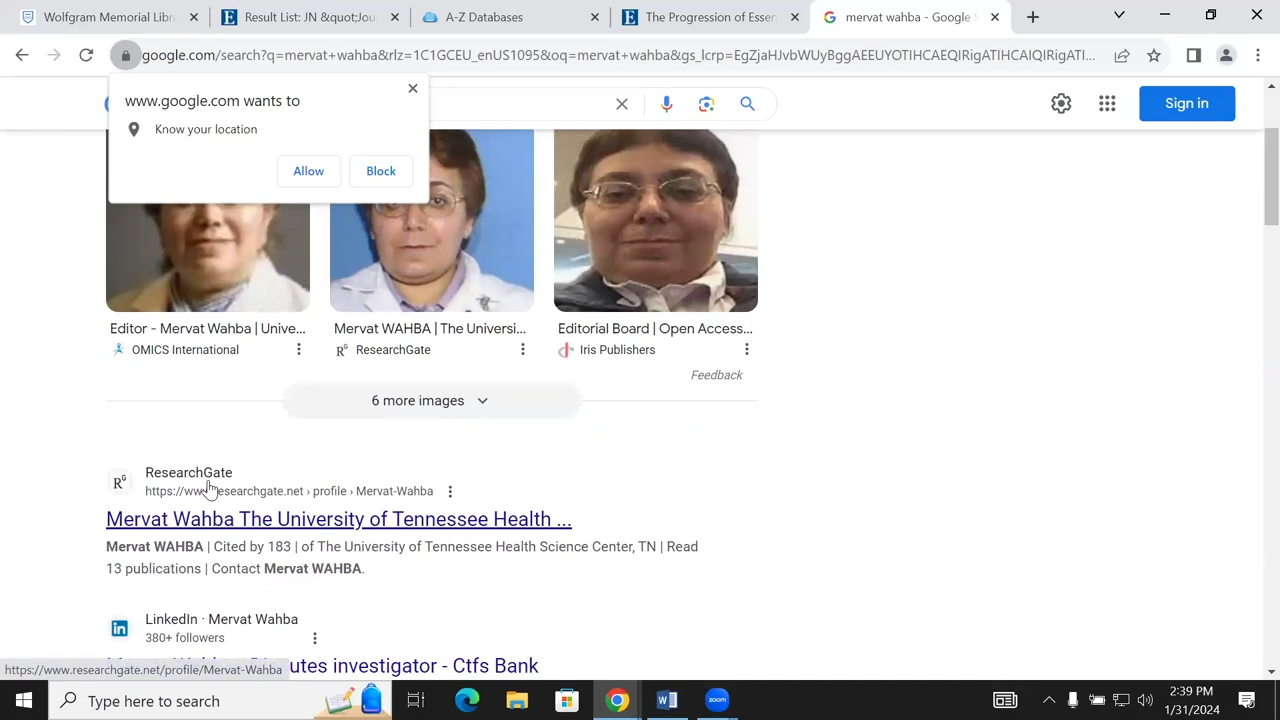 Wolfgram Memorial Libr
Result List: JN &quot;Jou
A-Z Databases
The Progression of Essen
mervat wahba - Google S
google.com/search?q=mervat+wahba&rlz=1C1GCEU_enUS1095&oq=mervat+wahba&gs_lcrp=EgZjaHJvbWUyBggAEEUYOTIHCAEQIRigATIHCAIQIRigATI...
www.google.com wants to
Know your location
Allow
Block
Sign in
Editor - Mervat Wahba | Unive...
OMICS International
Mervat WAHBA | The Universi...
R^G ResearchGate
Editorial Board | Open Access...
Iris Publishers
Feedback
6 more images
R^G
ResearchGate
https://www.researchgate.net › profile › Mervat-Wahba
Mervat Wahba The University of Tennessee Health ...
Mervat WAHBA | Cited by 183 | of The University of Tennessee Health Science Center, TN | Read
13 publications | Contact Mervat WAHBA.
in
LinkedIn · Mervat Wahba
380+ followers
utes investigator - Ctfs Bank
https://www.researchgate.net/profile/Mervat-Wahba
Type here to search
zoom
2:39 PM
1/31/2024